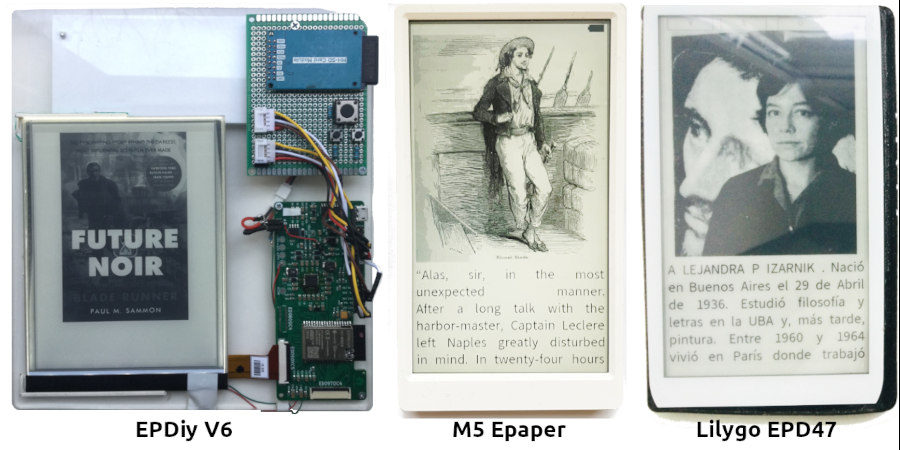 FUTURE
NOIR
BLADE RUNNER
PAUL M. SAMMON
EPDiy V6
"Alas, sir, in the most
unexpected manner.
After a long talk with the
harbor-master, Captain Leclere
left Naples greatly disturbed
in mind. In twenty-four hours
M5 Epaper
A LEJANDRA P IZARNIK . Nació
en Buenos Aires el 29 de Abril
de 1936. Estudió filosofía y
letras en la UBA y, más tarde,
pintura. Entre 1960 y 1964
vivió en París donde trabajó
Lilygo EPD47